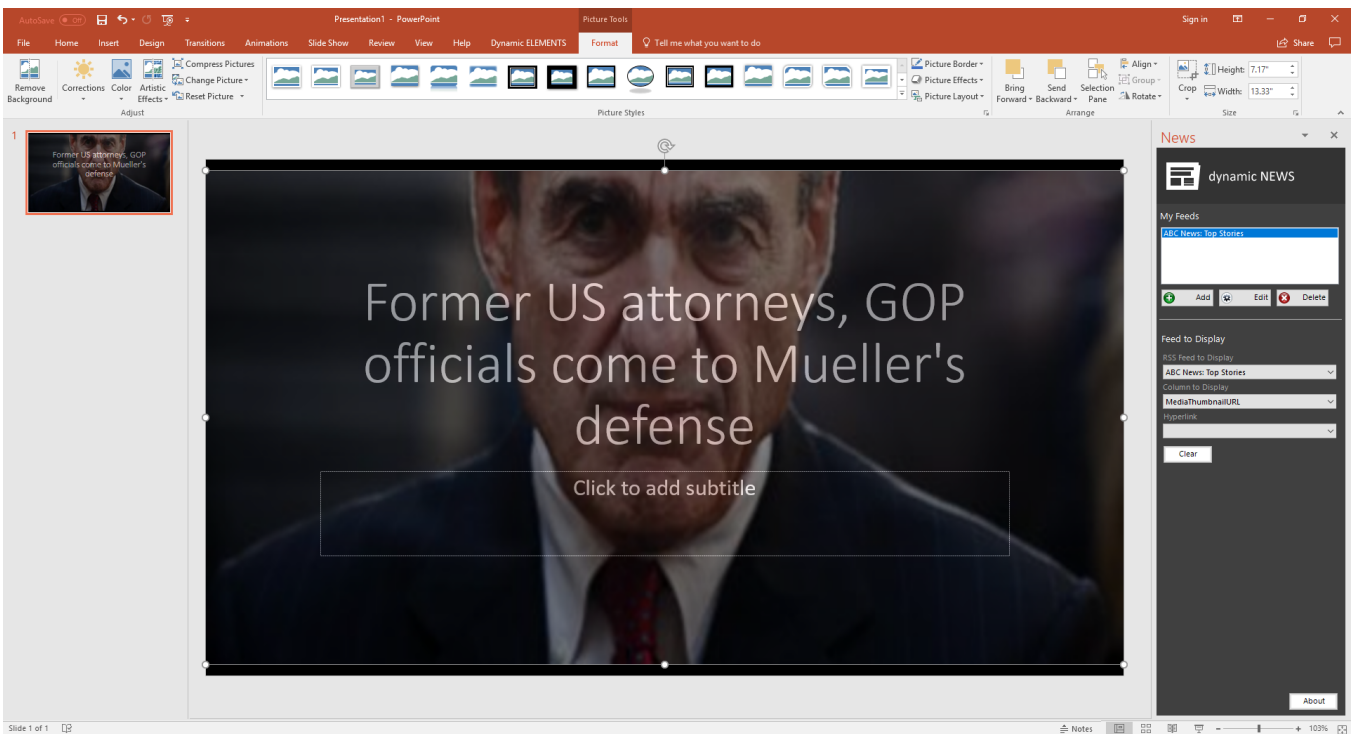 AutoSave Off
Presentation1 - PowerPoint
Picture Tools
Sign in
File Home Insert Design Transitions Animations Slide Show Review View Help Dynamic ELEMENTS Format Tell me what you want to do
Share
Remove Background
Corrections
Color
Artistic Effects
Compress Pictures
Change Picture
Reset Picture
Adjust
Picture Styles
Picture Border
Picture Effects
Picture Layout
Bring Forward
Send Backward
Selection Pane
Align
Group
Rotate
Arrange
Crop
Height: 7.17"
Width: 13.33"
Size
1
Former US attorneys, GOP
officials come to Mueller's
defense
Former US attorneys, GOP
officials come to Mueller's
defense
Click to add subtitle
News
dynamic NEWS
My Feeds
ABC News: Top Stories
Add Edit Delete
Feed to Display
RSS Feed to Display
ABC News: Top Stories
Column to Display
MediaThumbnailURL
Hyperlink
Clear
About
Slide 1 of 1
Notes
103%